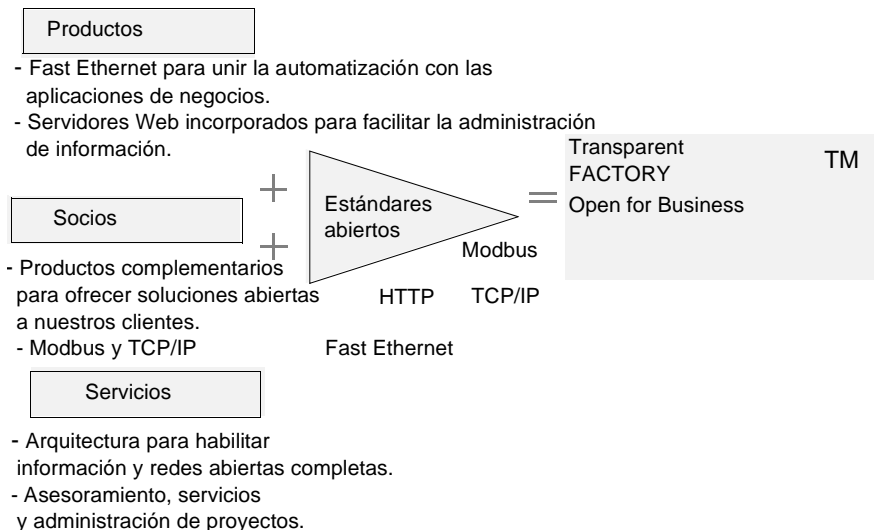 Productos
- Fast Ethernet para unir la automatización con las
aplicaciones de negocios.
- Servidores Web incorporados para facilitar la administración
de información.
Transparent
FACTORY
TM
Open for Business
+
Estándares
abiertos
=
Socios
+
Modbus
- Productos complementarios
para ofrecer soluciones abiertas
a nuestros clientes.
- Modbus y TCP/IP
HTTP
TCP/IP
Fast Ethernet
Servicios
- Arquitectura para habilitar
información y redes abiertas completas.
- Asesoramiento, servicios
y administración de proyectos.